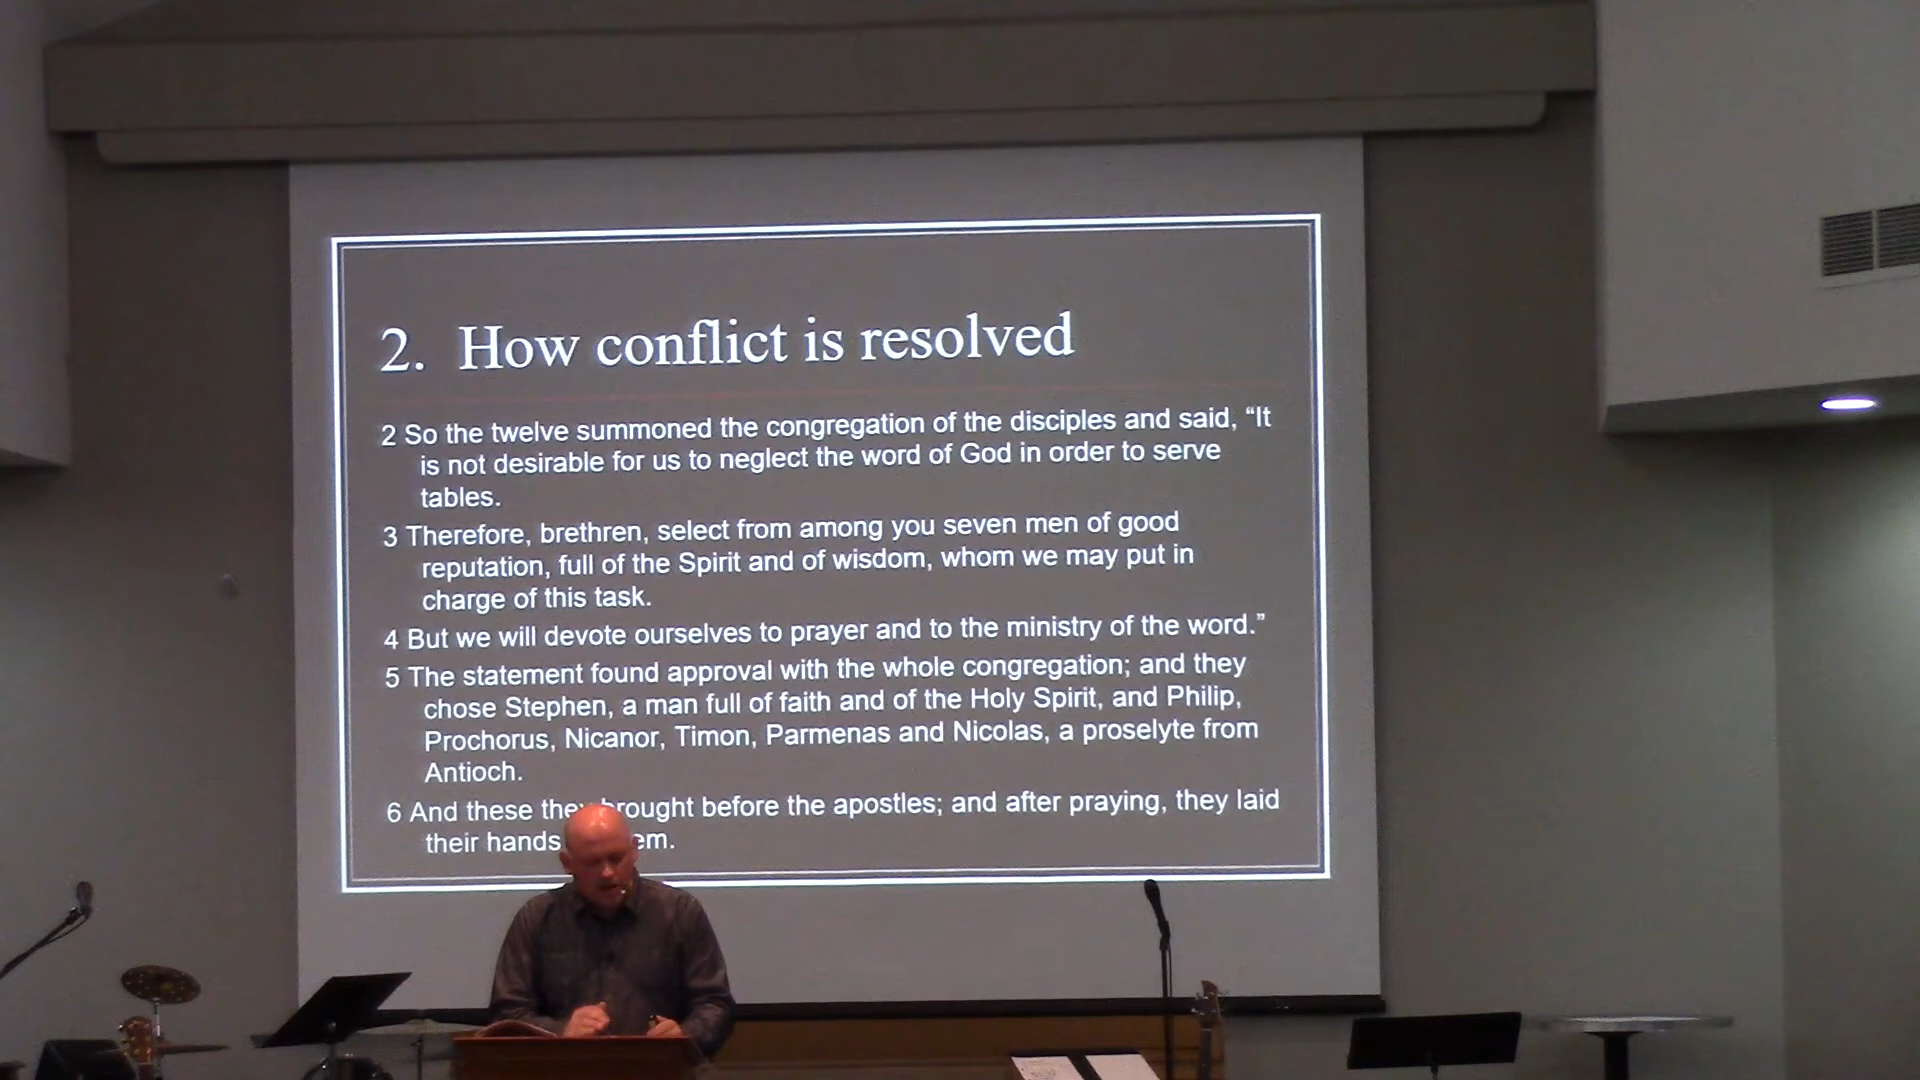 2. How conflict is resolved
2 So the twelve summoned the congregation of the disciples and said, “It
is not desirable for us to neglect the word of God in order to serve
tables.
3 Therefore, brethren, select from among you seven men of good
reputation, full of the Spirit and of wisdom, whom we may put in
charge of this task.
4 But we will devote ourselves to prayer and to the ministry of the word.”
5 The statement found approval with the whole congregation; and they
chose Stephen, a man full of faith and of the Holy Spirit, and Philip,
Prochorus, Nicanor, Timon, Parmenas and Nicolas, a proselyte from
Antioch.
6 And these they brought before the apostles; and after praying, they laid
their hands